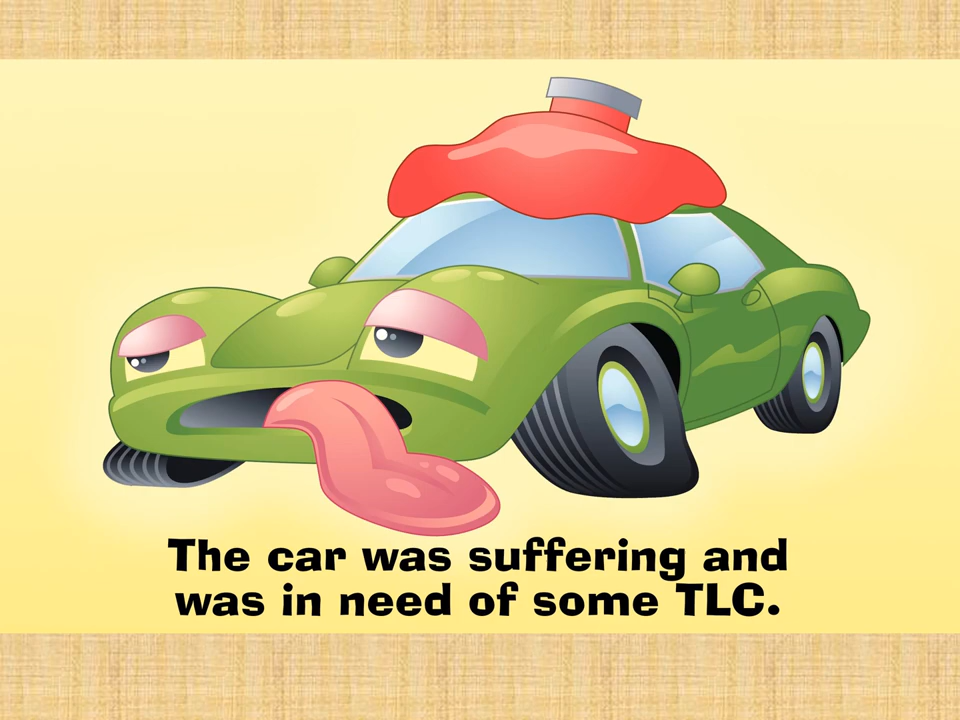 The car was suffering and
was in need of some TLC.